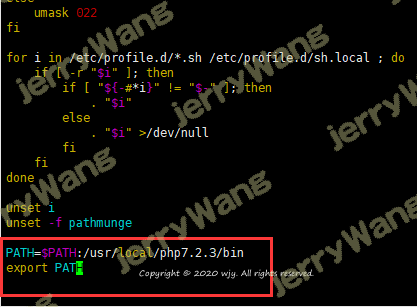 else
    umask 022
fi
for i in /etc/profile.d/*.sh /etc/profile.d/sh.local ; do
    if [ -r "$i" ]; then
        if [ "${-#*i}" != "$-" ]; then
            . "$i"
        else
            . "$i" >/dev/null
        fi
    fi
done
unset i
unset -f pathmunge
PATH=$PATH:/usr/local/php7.2.3/bin
export PATH
Copyright © 2020 wjy. All rights reserved.
jerryWang
jerryWang
jerryWang
jerryWang
jerryWang
jerryWang